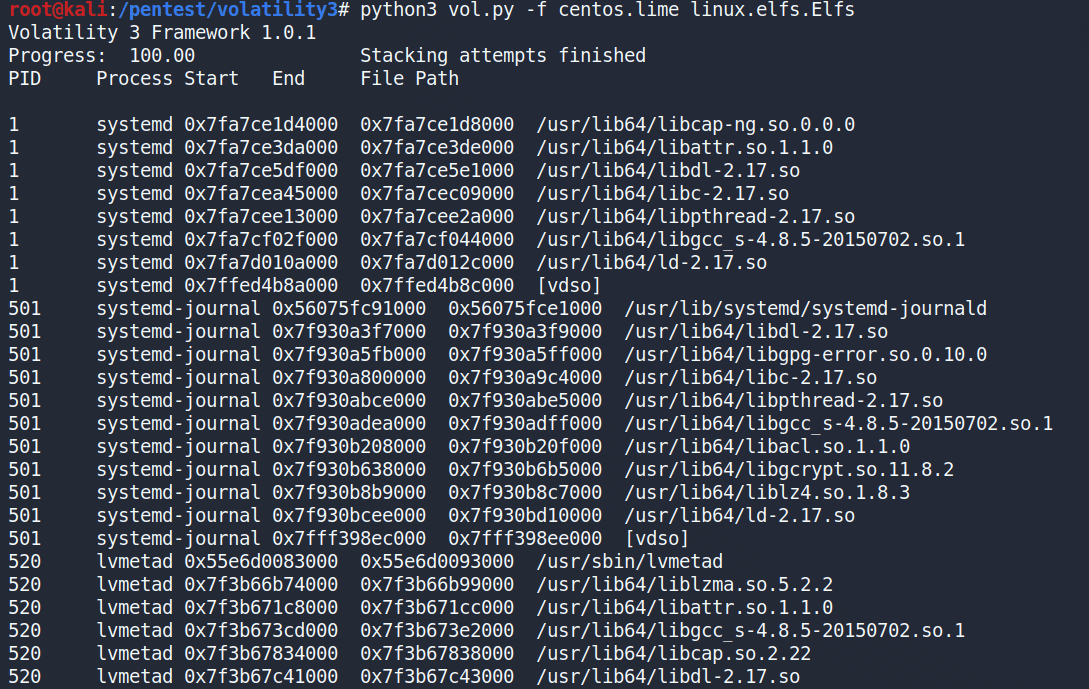 root@kali:/pentest/volatility3# python3 vol.py -f centos.lime linux.elfs.Elfs
Volatility 3 Framework 1.0.1
Progress:  100.00               Stacking attempts finished
PID     Process Start   End     File Path
1       systemd 0x7fa7ce1d4000  0x7fa7ce1d8000  /usr/lib64/libcap-ng.so.0.0.0
1       systemd 0x7fa7ce3da000  0x7fa7ce3de000  /usr/lib64/libattr.so.1.1.0
1       systemd 0x7fa7ce5df000  0x7fa7ce5e1000  /usr/lib64/libdl-2.17.so
1       systemd 0x7fa7cea45000  0x7fa7cec09000  /usr/lib64/libc-2.17.so
1       systemd 0x7fa7cee13000  0x7fa7cee2a000  /usr/lib64/libpthread-2.17.so
1       systemd 0x7fa7cf02f000  0x7fa7cf044000  /usr/lib64/libgcc_s-4.8.5-20150702.so.1
1       systemd 0x7fa7d010a000  0x7fa7d012c000  /usr/lib64/ld-2.17.so
1       systemd 0x7ffed4b8a000  0x7ffed4b8c000  [vdso]
501     systemd-journal 0x56075fc91000  0x56075fce1000  /usr/lib/systemd/systemd-journald
501     systemd-journal 0x7f930a3f7000  0x7f930a3f9000  /usr/lib64/libdl-2.17.so
501     systemd-journal 0x7f930a5fb000  0x7f930a5ff000  /usr/lib64/libgpg-error.so.0.10.0
501     systemd-journal 0x7f930a800000  0x7f930a9c4000  /usr/lib64/libc-2.17.so
501     systemd-journal 0x7f930abce000  0x7f930abe5000  /usr/lib64/libpthread-2.17.so
501     systemd-journal 0x7f930adea000  0x7f930adff000  /usr/lib64/libgcc_s-4.8.5-20150702.so.1
501     systemd-journal 0x7f930b208000  0x7f930b20f000  /usr/lib64/libacl.so.1.1.0
501     systemd-journal 0x7f930b638000  0x7f930b6b5000  /usr/lib64/libgcrypt.so.11.8.2
501     systemd-journal 0x7f930b8b9000  0x7f930b8c7000  /usr/lib64/liblz4.so.1.8.3
501     systemd-journal 0x7f930bcee000  0x7f930bd10000  /usr/lib64/ld-2.17.so
501     systemd-journal 0x7fff398ec000  0x7fff398ee000  [vdso]
520     lvmetad 0x55e6d0083000  0x55e6d0093000  /usr/sbin/lvmetad
520     lvmetad 0x7f3b66b74000  0x7f3b66b99000  /usr/lib64/liblzma.so.5.2.2
520     lvmetad 0x7f3b671c8000  0x7f3b671cc000  /usr/lib64/libattr.so.1.1.0
520     lvmetad 0x7f3b673cd000  0x7f3b673e2000  /usr/lib64/libgcc_s-4.8.5-20150702.so.1
520     lvmetad 0x7f3b67834000  0x7f3b67838000  /usr/lib64/libcap.so.2.22
520     lvmetad 0x7f3b67c41000  0x7f3b67c43000  /usr/lib64/libdl-2.17.so